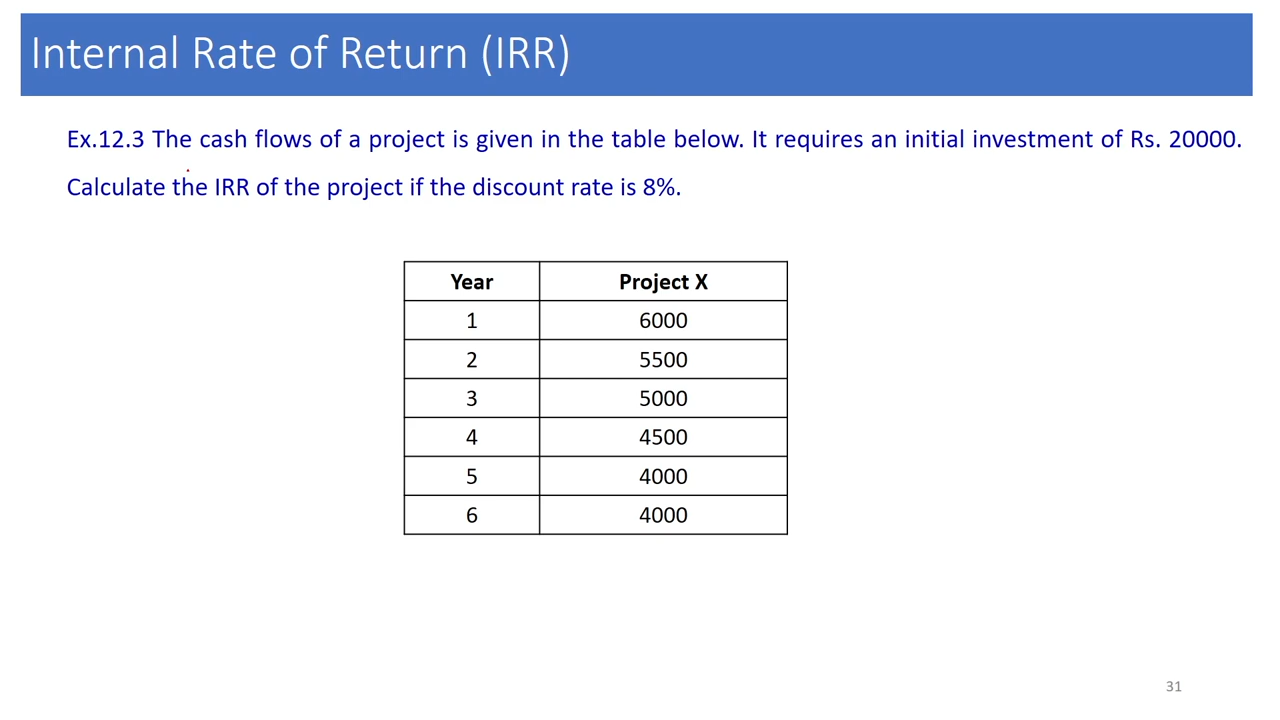 Internal Rate of Return (IRR)
Ex.12.3 The cash flows of a project is given in the table below. It requires an initial investment of Rs. 20000.
Calculate the IRR of the project if the discount rate is 8%.
Year Project X
1 6000
2 5500
3 5000
4 4500
5 4000
6 4000
31